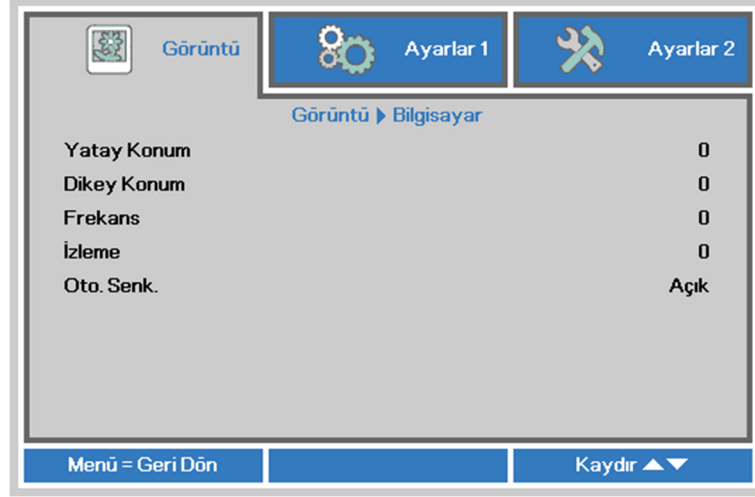 Görüntü
Ayarlar 1
Ayarlar 2
Görüntü ▶ Bilgisayar
Yatay Konum 0
Dikey Konum 0
Frekans 0
İzleme 0
Oto. Senk. Açık
Menü = Geri Dön
Kaydır ▲▼